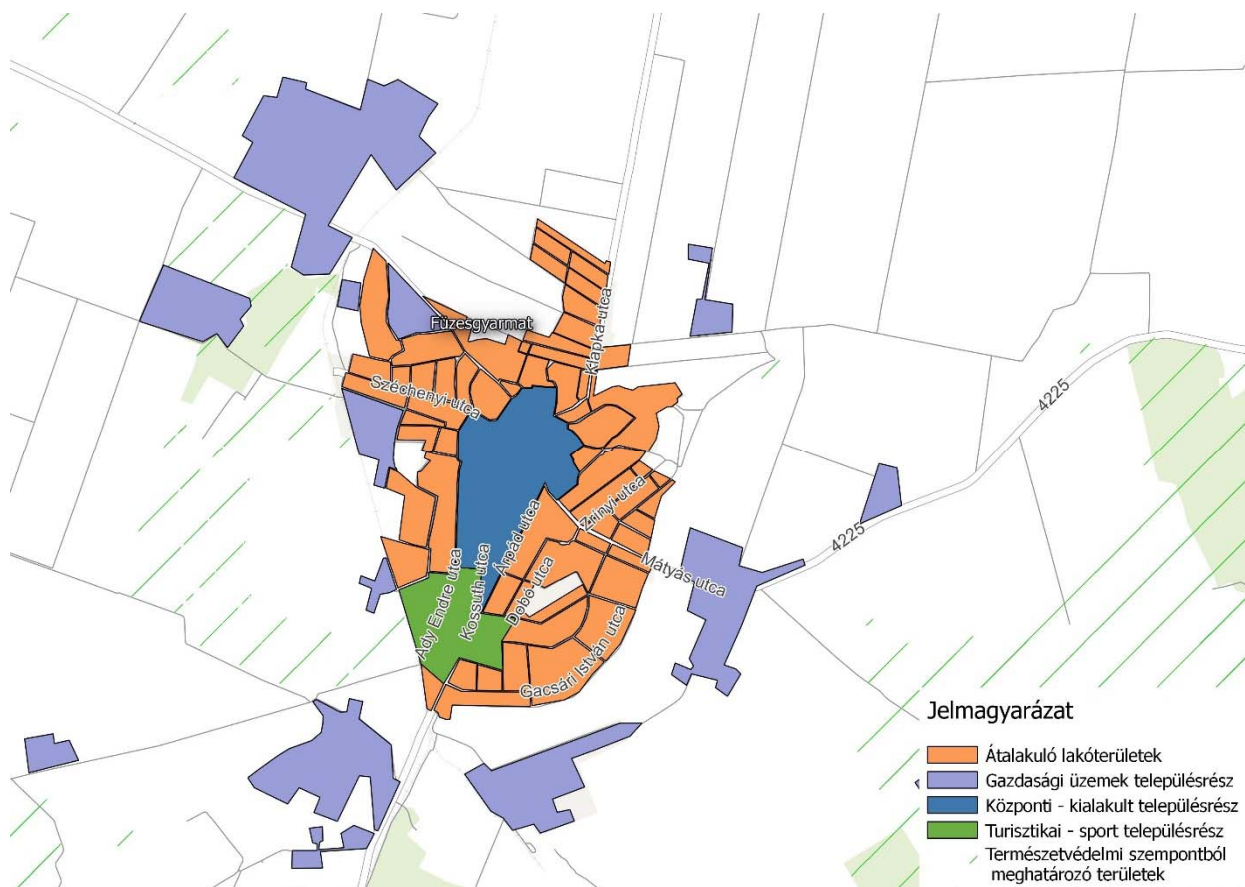 Füzesgyarmat
Klapka utca
Széchenyi utca
4225
Zrínyi utca
Árpád utca
4225
Mátyás utca
Dobó utca
Kossuth utca
Ady Endre utca
Gacsári István utca
Jelmagyarázat
Átalakuló lakóterületek
Gazdasági üzemek településrész
Központi - kialakult településrész
Turisztikai - sport településrész
Természetvédelmi szempontból
meghatározó területek